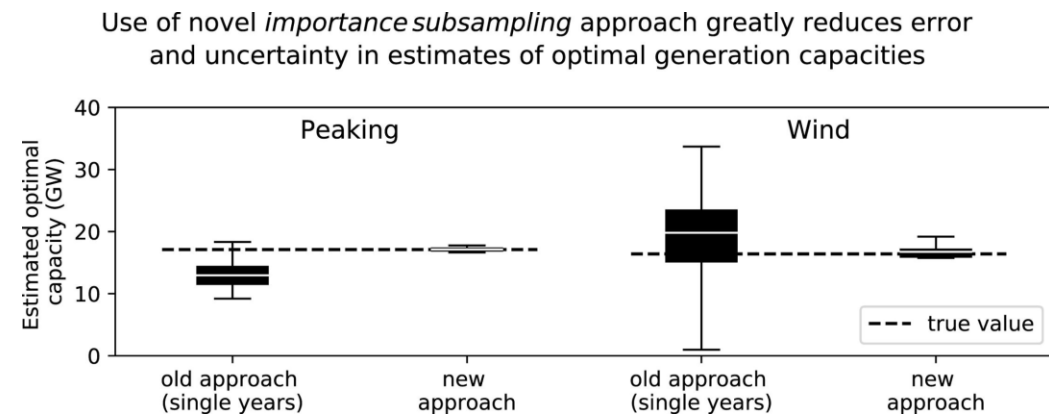 Use of novel importance subsampling approach greatly reduces error
and uncertainty in estimates of optimal generation capacities
Estimated optimal
capacity (GW)
40
30
20
10
0
Peaking
Wind
true value
old approach
(single years)
new
approach
old approach
(single years)
new
approach